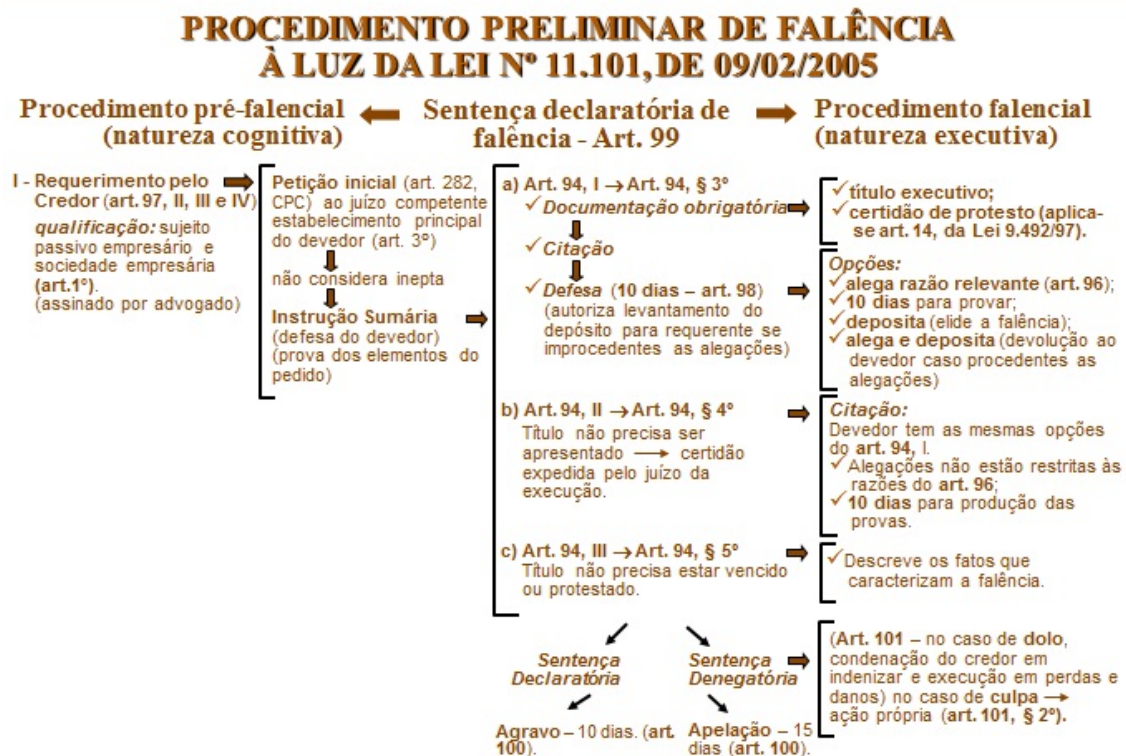 PROCEDIMENTO PRELIMINAR DE FALÊNCIA
À LUZ DA LEI Nº 11.101, DE 09/02/2005
Procedimento pré-falencial
(natureza cognitiva)
Sentença declaratória de
falência - Art. 99
Procedimento falencial
(natureza executiva)
I - Requerimento pelo
Credor (art. 97, II, III e IV)
qualificação: sujeito
passivo empresário e
sociedade empresária
(art.1º).
(assinado por advogado)
Petição inicial (art. 282,
CPC) ao juízo competente
estabelecimento principal
do devedor (art. 3º)
não considera inepta
Instrução Sumária
(defesa do devedor)
(prova dos elementos do
pedido)
a) Art. 94, I → Art. 94, § 3º
✓ Documentação obrigatória
✓ Citação
✓ Defesa (10 dias – art. 98)
(autoriza levantamento do
depósito para requerente se
improcedentes as alegações)
✓ título executivo;
✓ certidão de protesto (aplica-
se art. 14, da Lei 9.492/97).
Opções:
✓ alega razão relevante (art. 96);
✓ 10 dias para provar;
✓ deposita (elide a falência);
✓ alega e deposita (devolução ao
devedor caso procedentes as
alegações)
b) Art. 94, II → Art. 94, § 4º
Título não precisa ser
apresentado → certidão
expedida pelo juízo da
execução.
Citação:
Devedor tem as mesmas opções
do art. 94, I.
✓ Alegações não estão restritas às
razões do art. 96;
✓ 10 dias para produção das
provas.
c) Art. 94, III → Art. 94, § 5º
Título não precisa estar vencido
ou protestado.
✓ Descreve os fatos que
caracterizam a falência.
Sentença
Declaratória
Sentença
Denegatória
(Art. 101 – no caso de dolo,
condenação do credor em
indenizar e execução em perdas e
danos) no caso de culpa →
ação própria (art. 101, § 2º).
Agravo – 10 dias. (art.
100).
Apelação – 15
dias (art. 100).